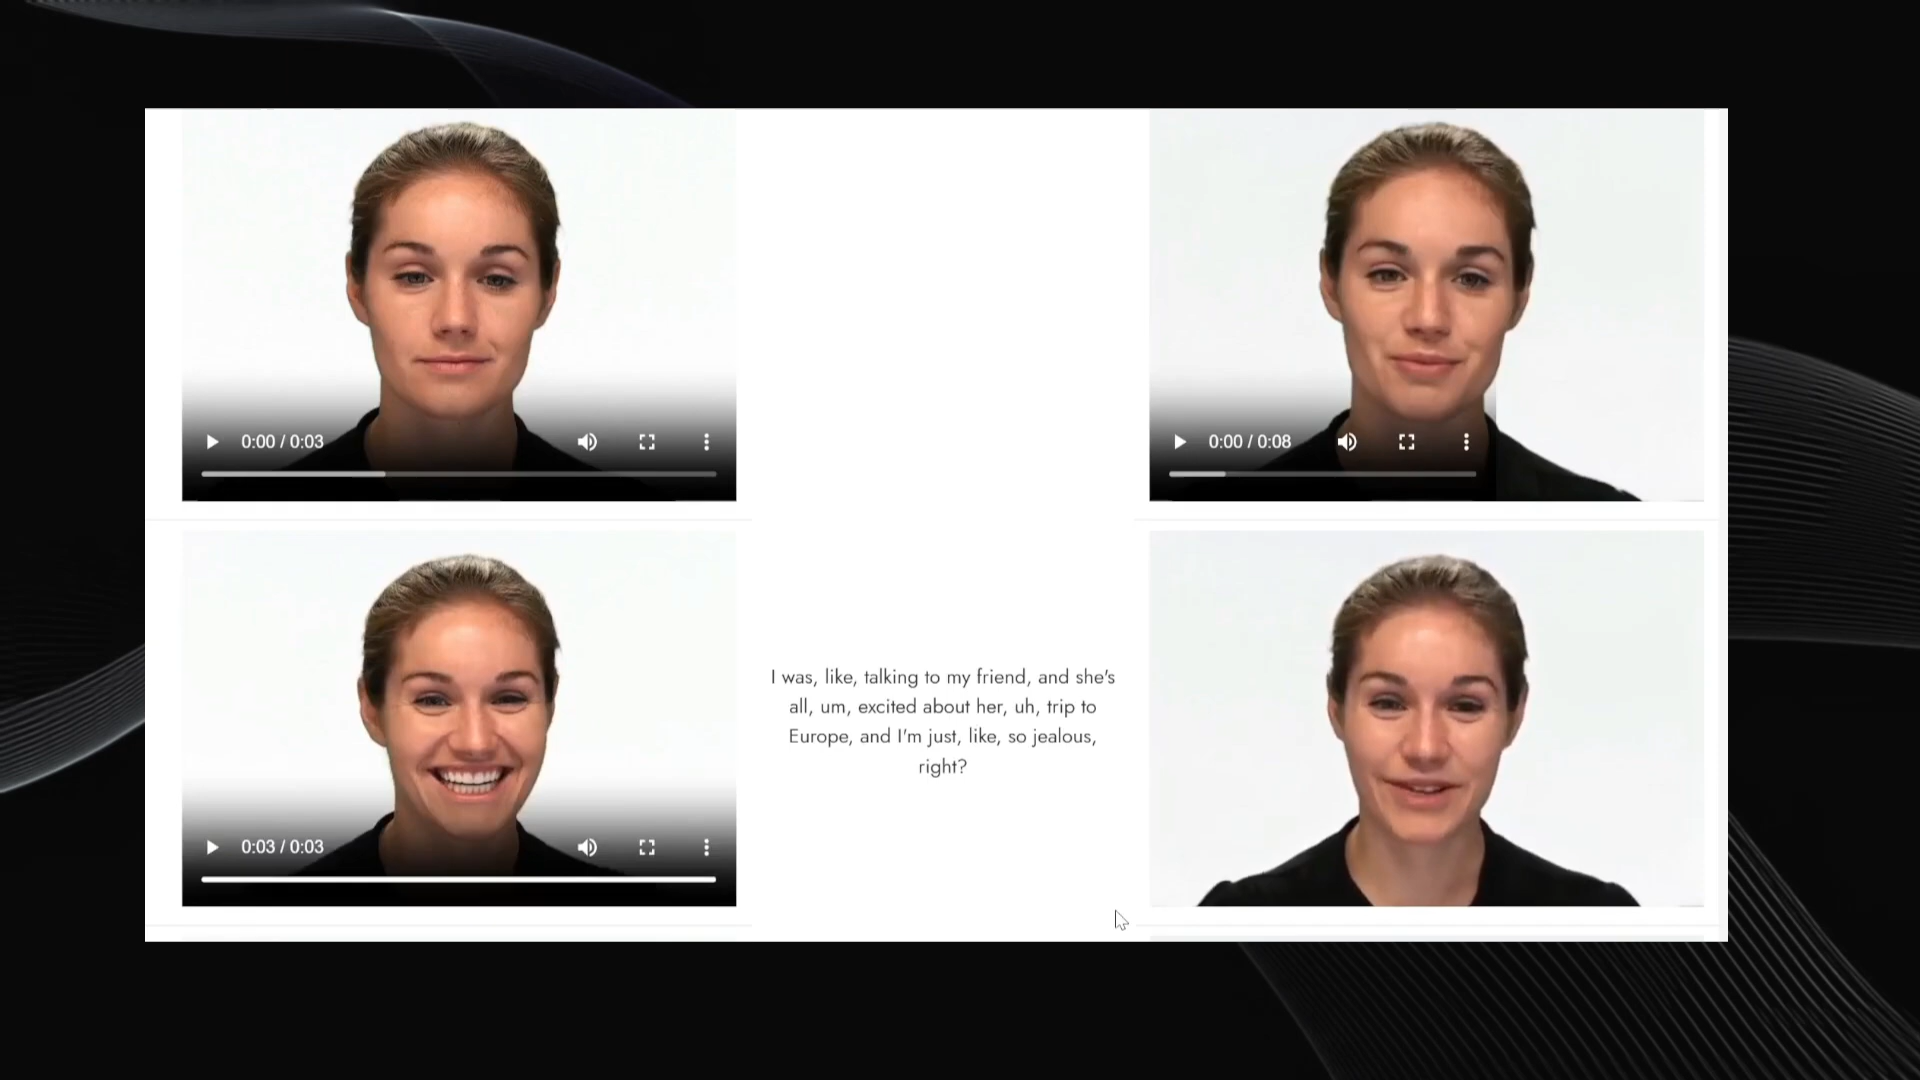 0:00 / 0:03
0:00 / 0:08
I was, like, talking to my friend, and she's
all, um, excited about her, uh, trip to
Europe, and I'm just, like, so jealous,
right?
0:03 / 0:03